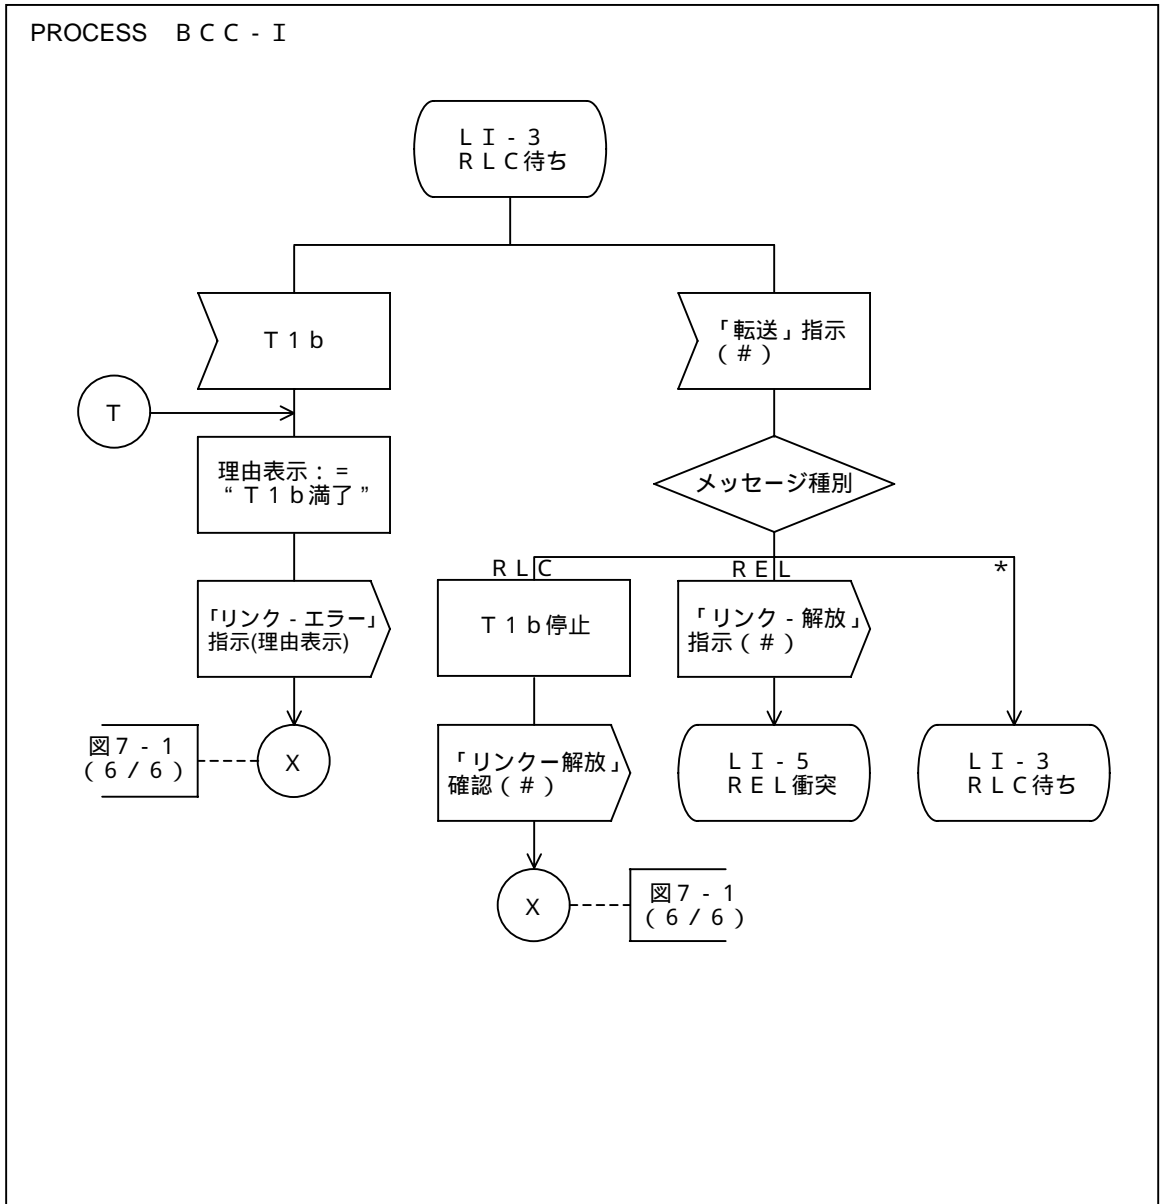 PROCESS ＢＣＣ-Ｉ
ＬＩ-３
ＲＬＣ待ち
Ｔ１ｂ
「転送」指示
（＃）
Ｔ
理由表示：＝
“Ｔ１ｂ満了”
メッセージ種別
ＲＬＣ
ＲＥＬ
*
「リンク-エラー」
指示(理由表示)
Ｔ１ｂ停止
「リンク-解放」
指示（＃）
図７-１
（６/６）
Ｘ
「リンクー解放」
確認（＃）
ＬＩ-５
ＲＥＬ衝突
ＬＩ-３
ＲＬＣ待ち
Ｘ
図７-１
（６/６）